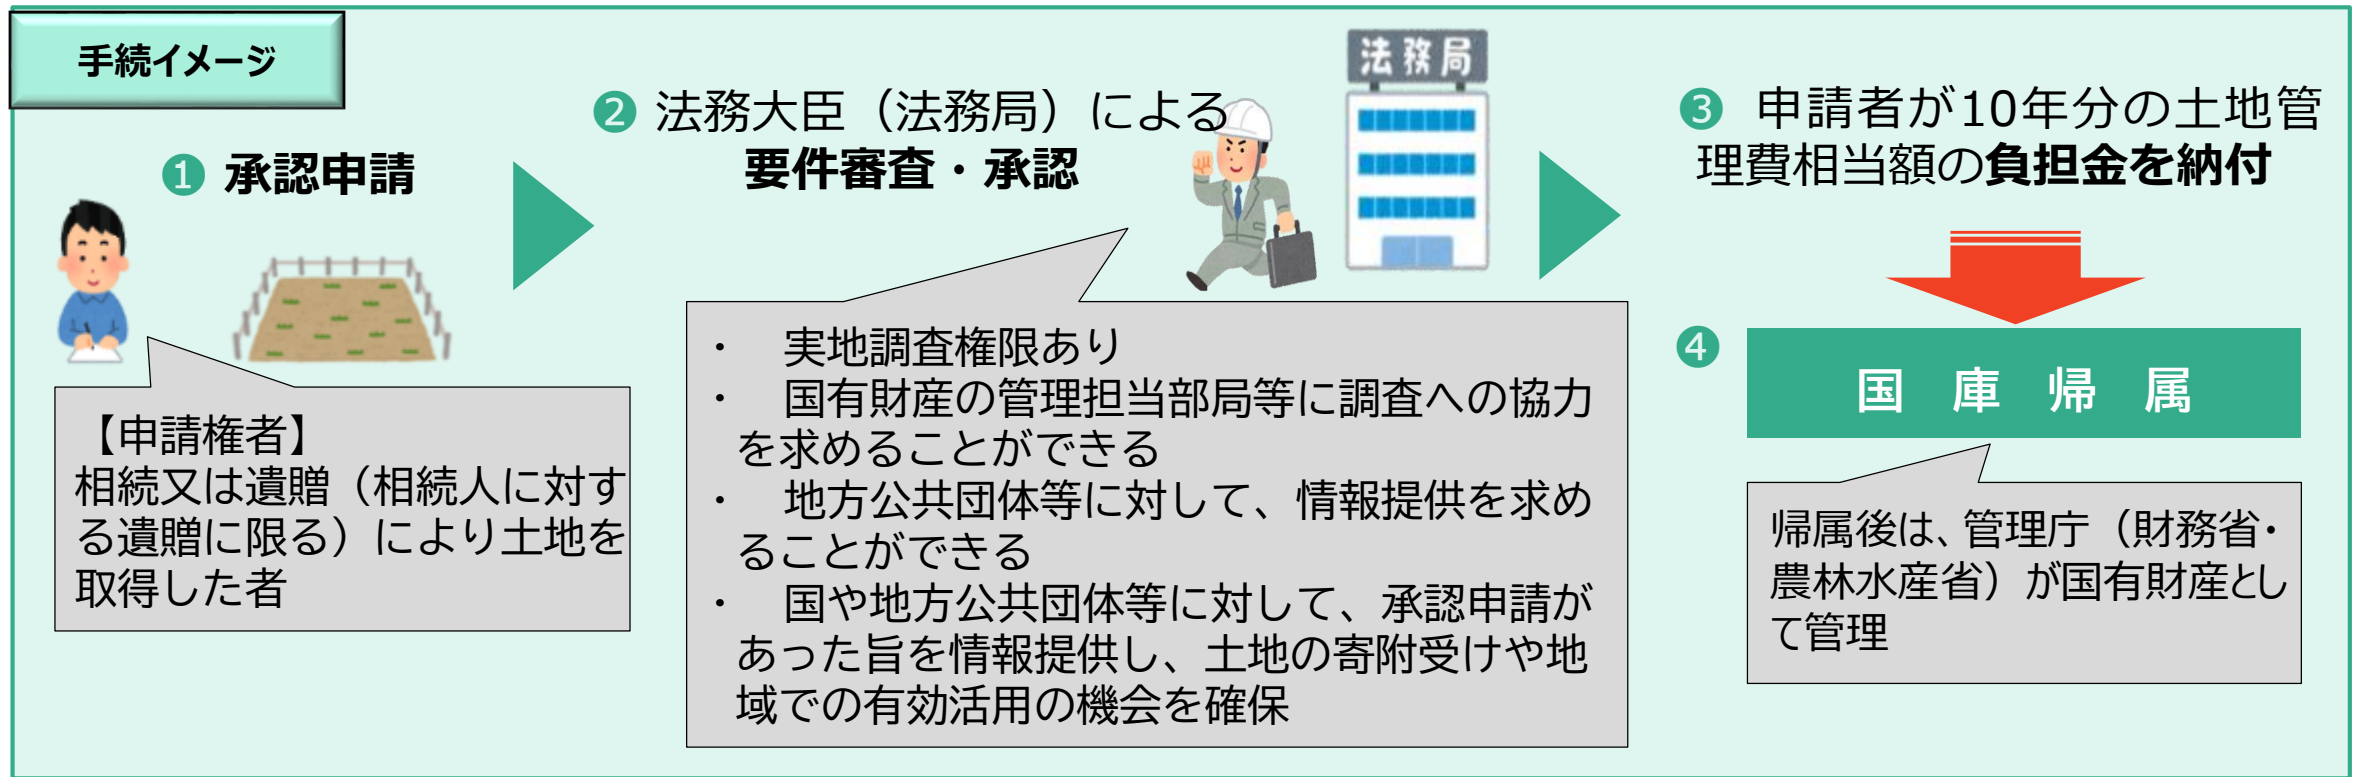 手続イメージ
❶ 承認申請
【申請権者】
相続又は遺贈（相続人に対す
る遺贈に限る）により土地を
取得した者
❷ 法務大臣（法務局）による
要件審査・承認
法務局
・　実地調査権限あり
・　国有財産の管理担当部局等に調査への協力
を求めることができる
・　地方公共団体等に対して、情報提供を求め
ることができる
・　国や地方公共団体等に対して、承認申請が
あった旨を情報提供し、土地の寄附受けや地
域での有効活用の機会を確保
❸ 申請者が10年分の土地管
理費相当額の負担金を納付
❹
国 庫 帰 属
帰属後は、管理庁（財務省・
農林水産省）が国有財産とし
て管理